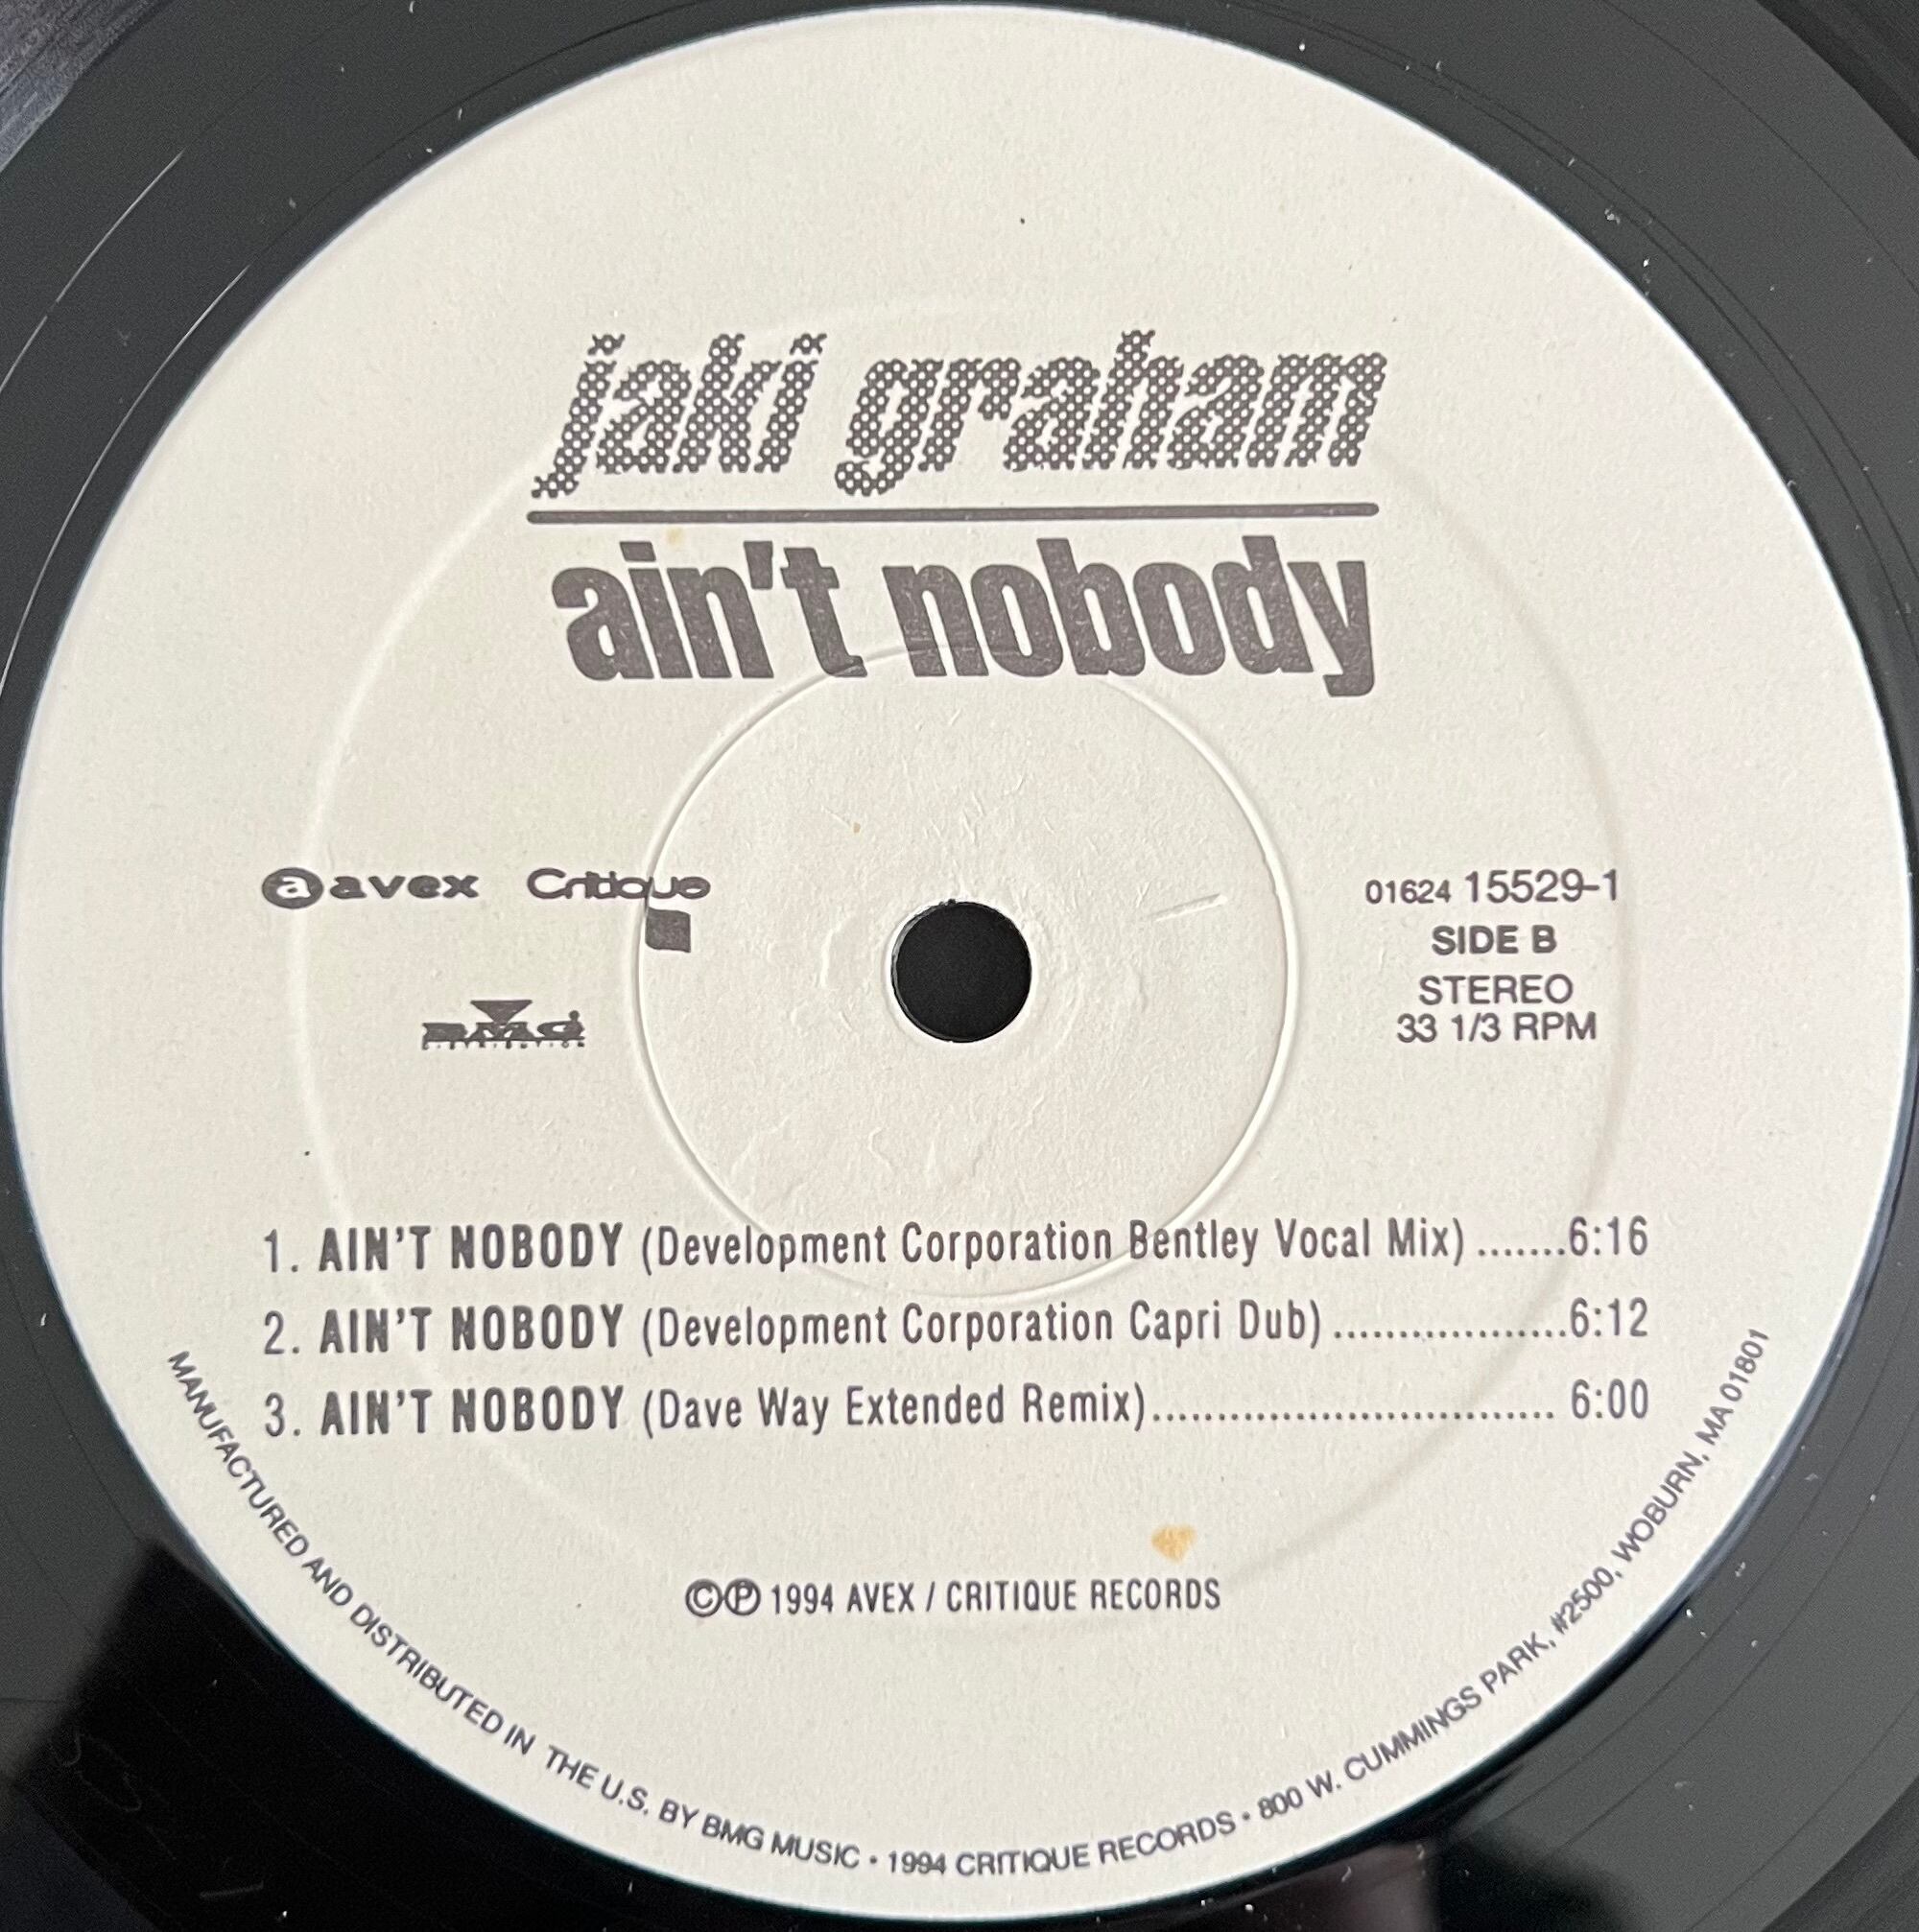 jaki graham
ain't nobody
a avex Critique
BMG
DISTRIBUTION
01624 15529-1
SIDE B
STEREO
33 1/3 RPM
1. AIN'T NOBODY (Development Corporation Bentley Vocal Mix) .......6:16
2. AIN'T NOBODY (Development Corporation Capri Dub) ..................6:12
3. AIN'T NOBODY (Dave Way Extended Remix)............................... 6:00
©℗ 1994 AVEX / CRITIQUE RECORDS
MANUFACTURED AND DISTRIBUTED IN THE U.S. BY BMG MUSIC • 1994 CRITIQUE RECORDS • 800 W. CUMMINGS PARK, #2500, WOBURN, MA 01801